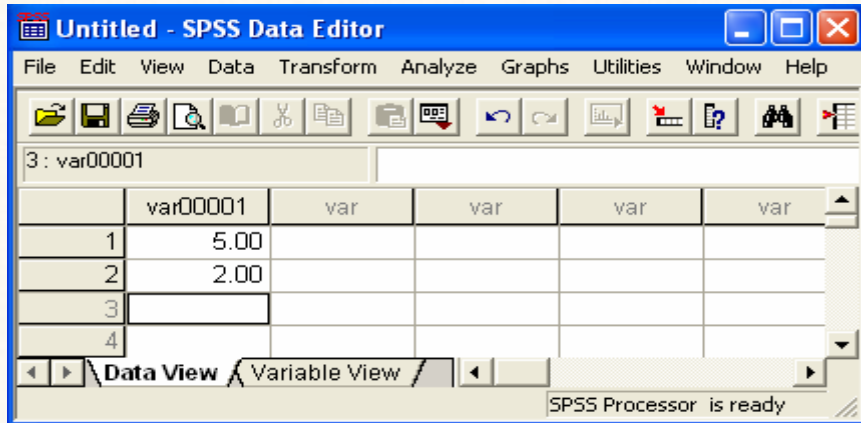 Untitled - SPSS Data Editor
File Edit View Data Transform Analyze Graphs Utilities Window Help
3 : var00001
var00001 var var var var
1 5.00
2 2.00
3
4
Data View Variable View
SPSS Processor is ready